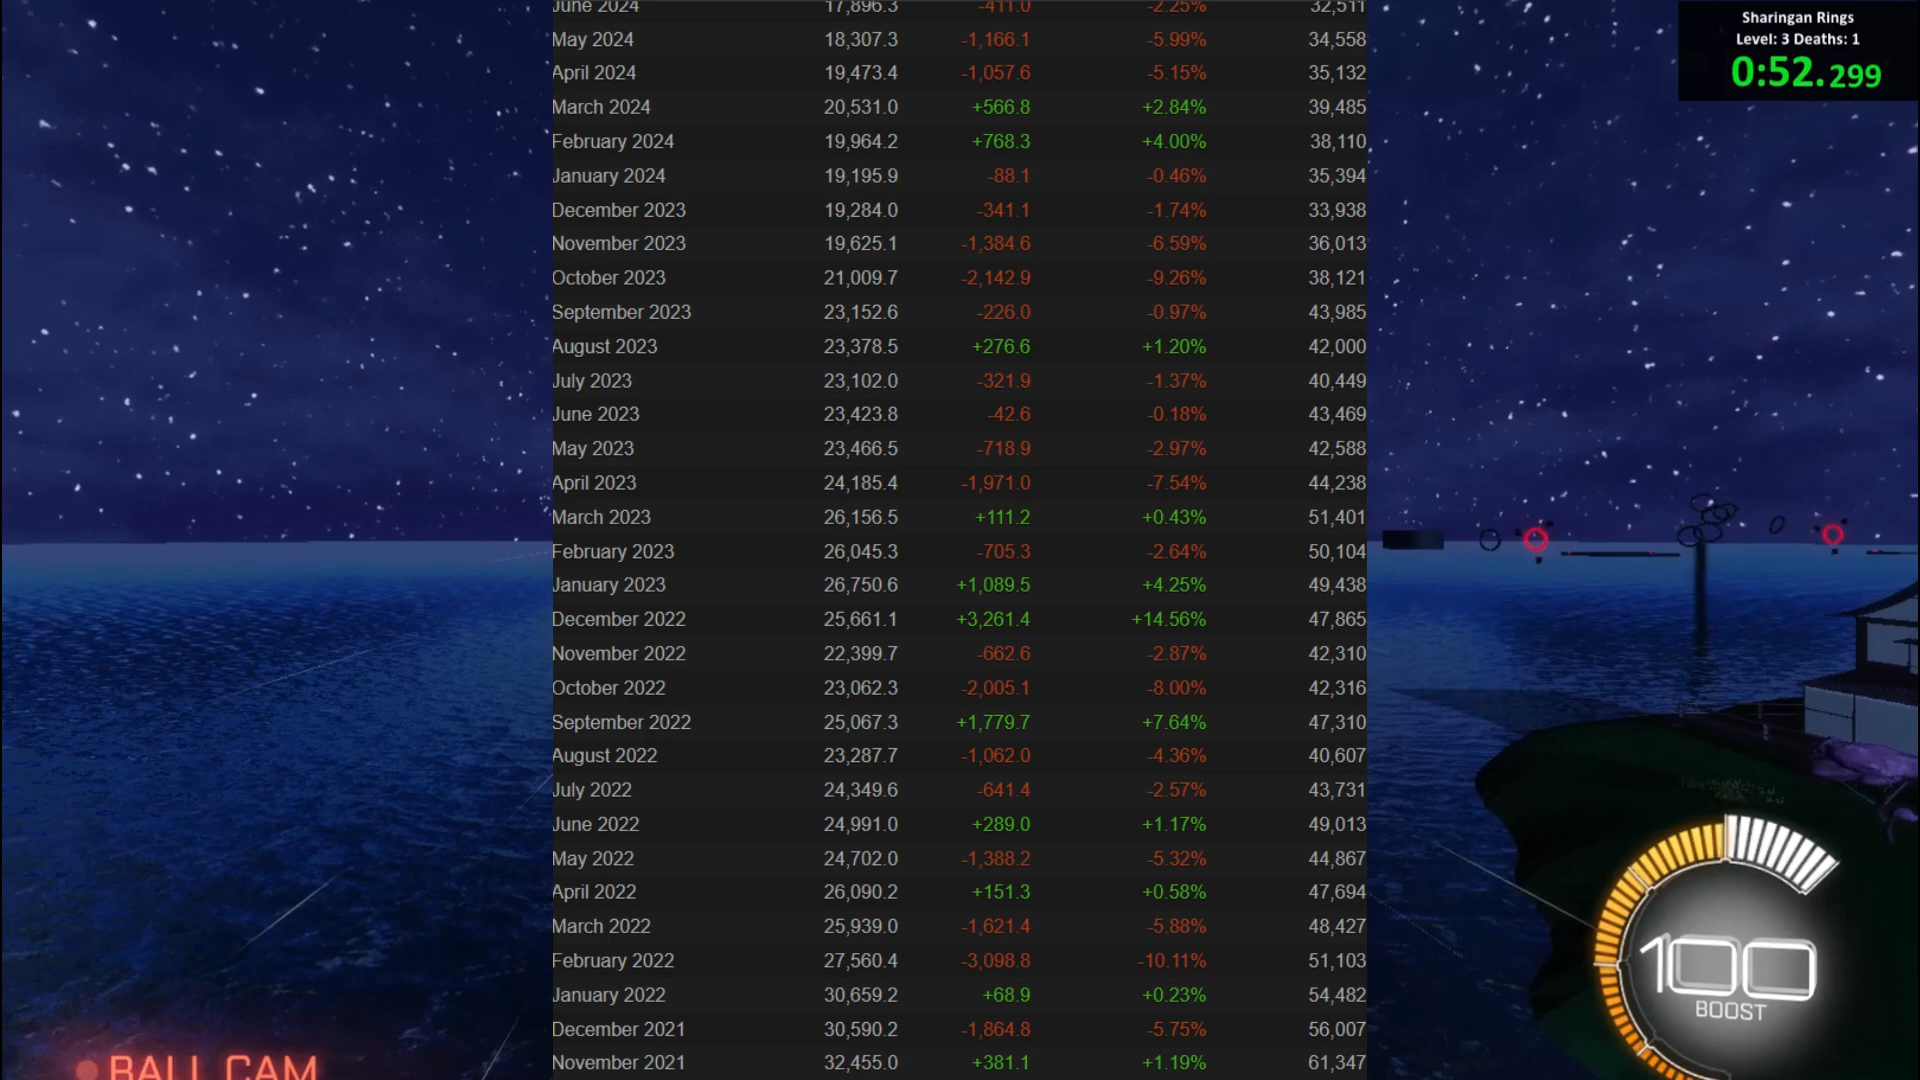 June 2024 17,896.3 -411.0 -2.25% 32,511
May 2024 18,307.3 -1,166.1 -5.99% 34,558
April 2024 19,473.4 -1,057.6 -5.15% 35,132
March 2024 20,531.0 +566.8 +2.84% 39,485
February 2024 19,964.2 +768.3 +4.00% 38,110
January 2024 19,195.9 -88.1 -0.46% 35,394
December 2023 19,284.0 -341.1 -1.74% 33,938
November 2023 19,625.1 -1,384.6 -6.59% 36,013
October 2023 21,009.7 -2,142.9 -9.26% 38,121
September 2023 23,152.6 -226.0 -0.97% 43,985
August 2023 23,378.5 +276.6 +1.20% 42,000
July 2023 23,102.0 -321.9 -1.37% 40,449
June 2023 23,423.8 -42.6 -0.18% 43,469
May 2023 23,466.5 -718.9 -2.97% 42,588
April 2023 24,185.4 -1,971.0 -7.54% 44,238
March 2023 26,156.5 +111.2 +0.43% 51,401
February 2023 26,045.3 -705.3 -2.64% 50,104
January 2023 26,750.6 +1,089.5 +4.25% 49,438
December 2022 25,661.1 +3,261.4 +14.56% 47,865
November 2022 22,399.7 -662.6 -2.87% 42,310
October 2022 23,062.3 -2,005.1 -8.00% 42,316
September 2022 25,067.3 +1,779.7 +7.64% 47,310
August 2022 23,287.7 -1,062.0 -4.36% 40,607
July 2022 24,349.6 -641.4 -2.57% 43,731
June 2022 24,991.0 +289.0 +1.17% 49,013
May 2022 24,702.0 -1,388.2 -5.32% 44,867
April 2022 26,090.2 +151.3 +0.58% 47,694
March 2022 25,939.0 -1,621.4 -5.88% 48,427
February 2022 27,560.4 -3,098.8 -10.11% 51,103
January 2022 30,659.2 +68.9 +0.23% 54,482
December 2021 30,590.2 -1,864.8 -5.75% 56,007
November 2021 32,455.0 +381.1 +1.19% 61,347
Sharingan Rings
Level: 3 Deaths: 1
0:52.299
100
BOOST
BALL CAM